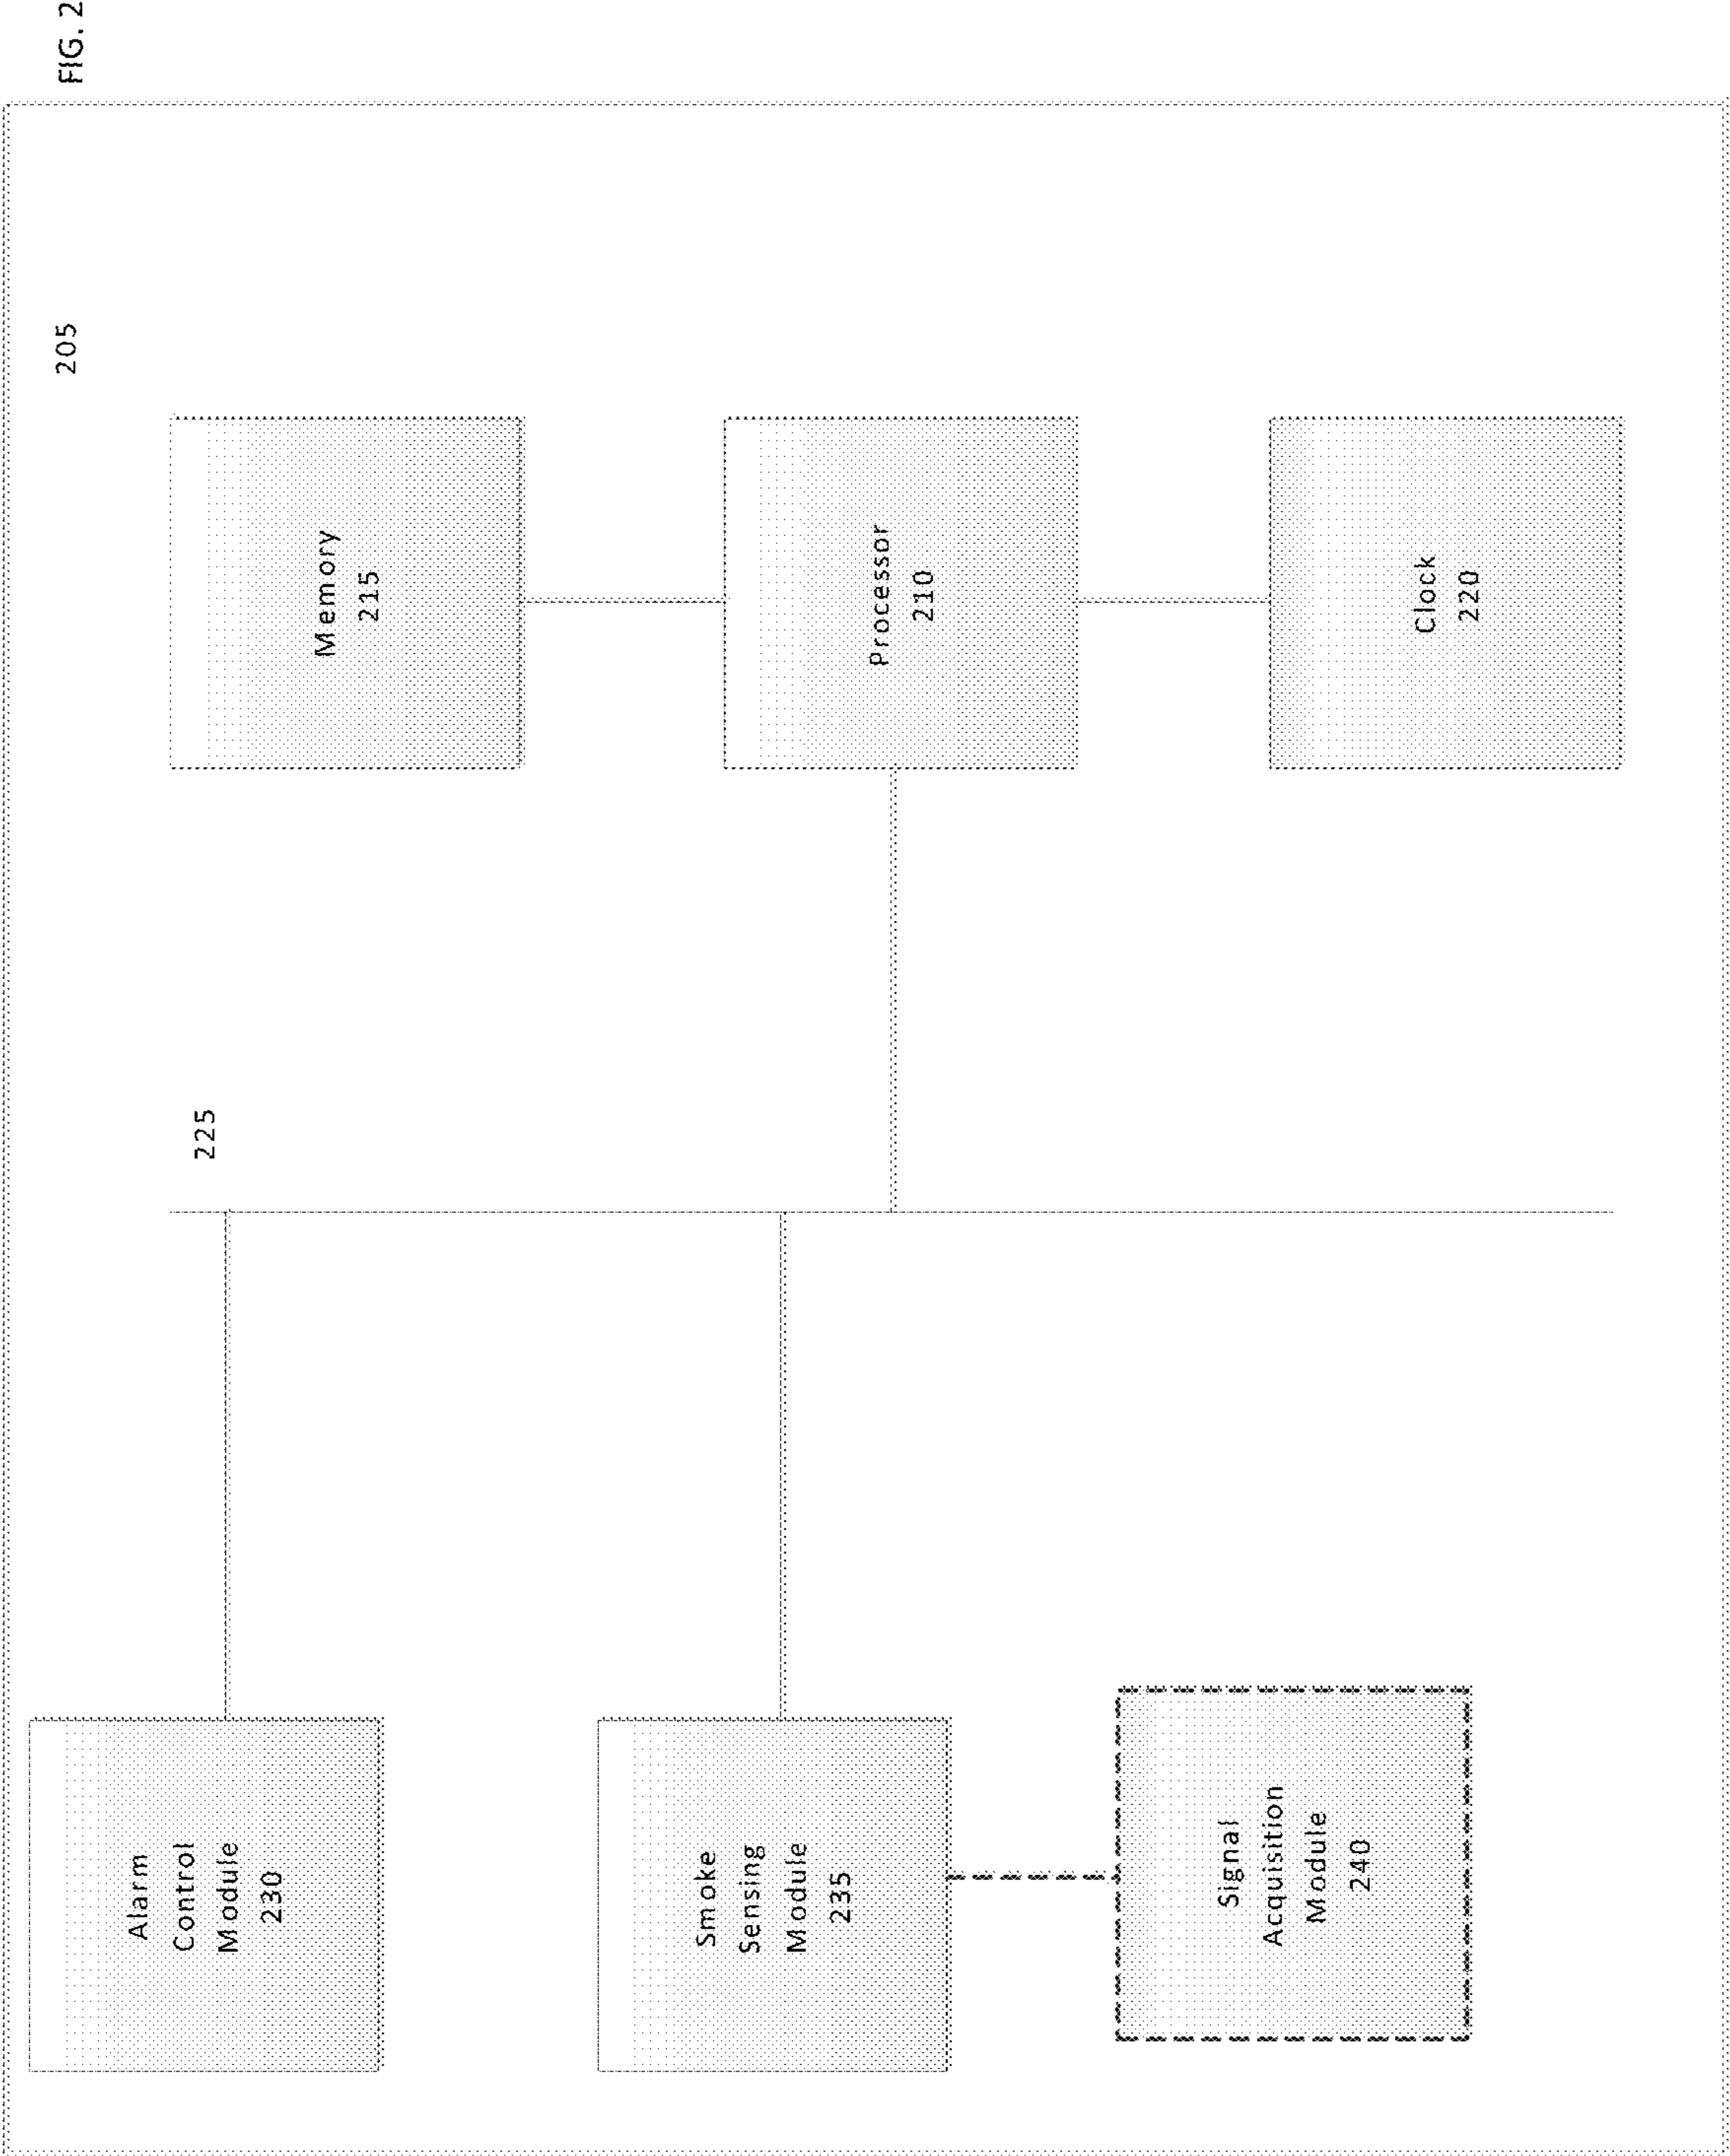 FIG. 2
205
Alarm
Control
Module
230
225
Memory
215
Smoke
Sensing
Module
235
Processor
210
Signal
Acquisition
Module
240
Clock
220